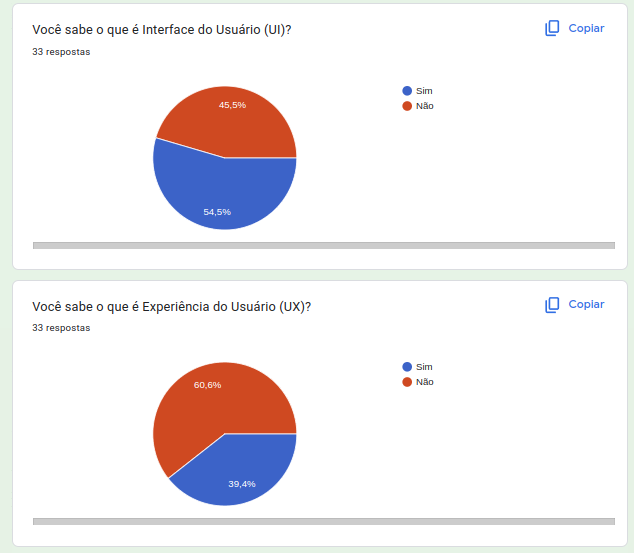 Você sabe o que é Interface do Usuário (UI)?
Copiar
33 respostas
Sim
Não
45,5%
54,5%
Você sabe o que é Experiência do Usuário (UX)?
Copiar
33 respostas
Sim
Não
60,6%
39,4%